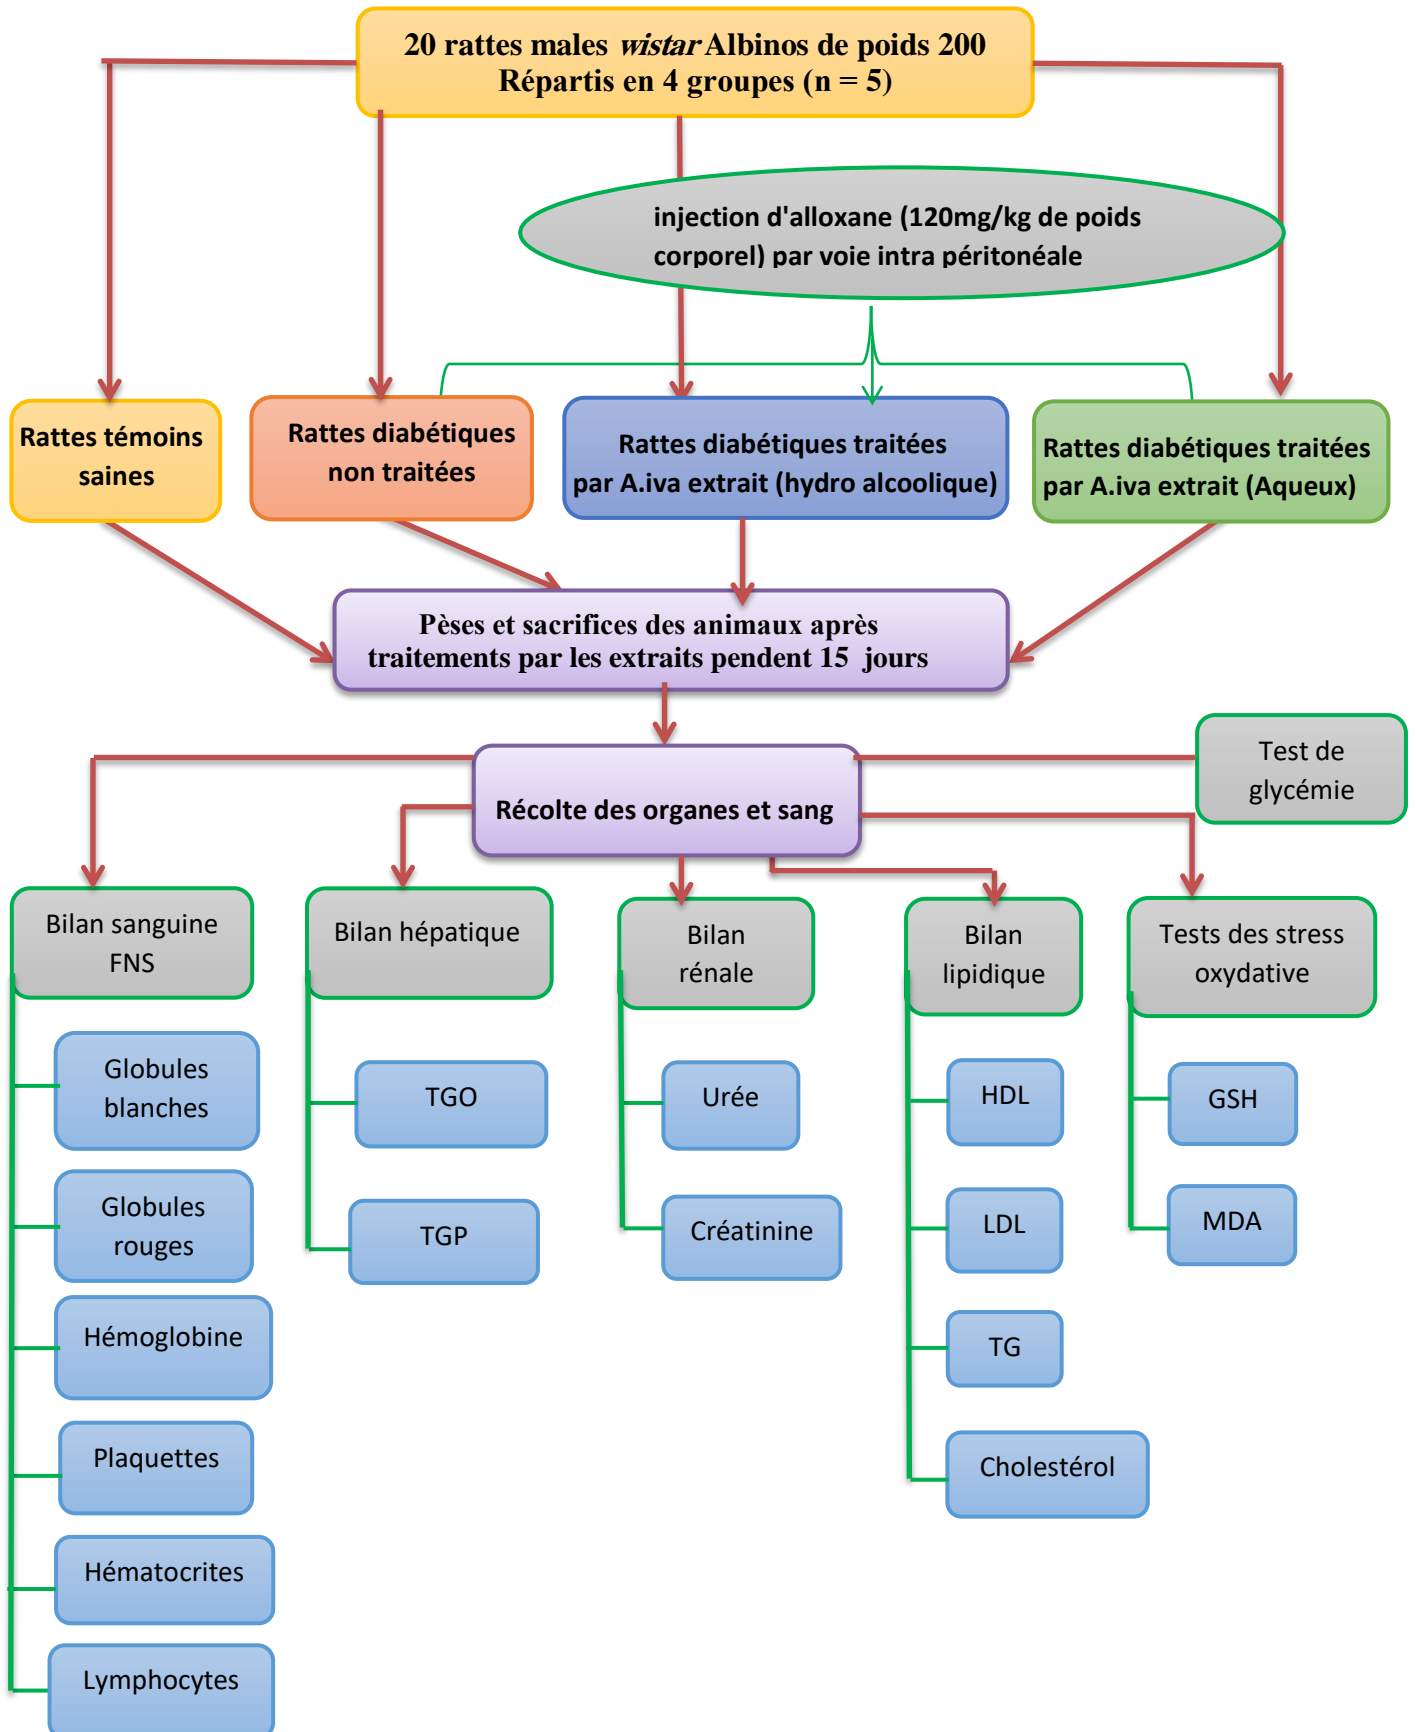 20 rattes males wistar Albinos de poids 200
Répartis en 4 groupes (n = 5)
injection d'alloxane (120mg/kg de poids
corporel) par voie intra péritonéale
Rattes témoins
saines
Rattes diabétiques
non traitées
Rattes diabétiques traitées
par A.iva extrait (hydro alcoolique)
Rattes diabétiques traitées
par A.iva extrait (Aqueux)
Pèses et sacrifices des animaux après
traitements par les extraits pendent 15 jours
Test de
glycémie
Récolte des organes et sang
Bilan sanguine
FNS
Bilan hépatique
Bilan
rénale
Bilan
lipidique
Tests des stress
oxydative
Globules
blanches
Globules
rouges
Hémoglobine
Plaquettes
Hématocrites
Lymphocytes
TGO
TGP
Urée
Créatinine
HDL
LDL
TG
Cholestérol
GSH
MDA